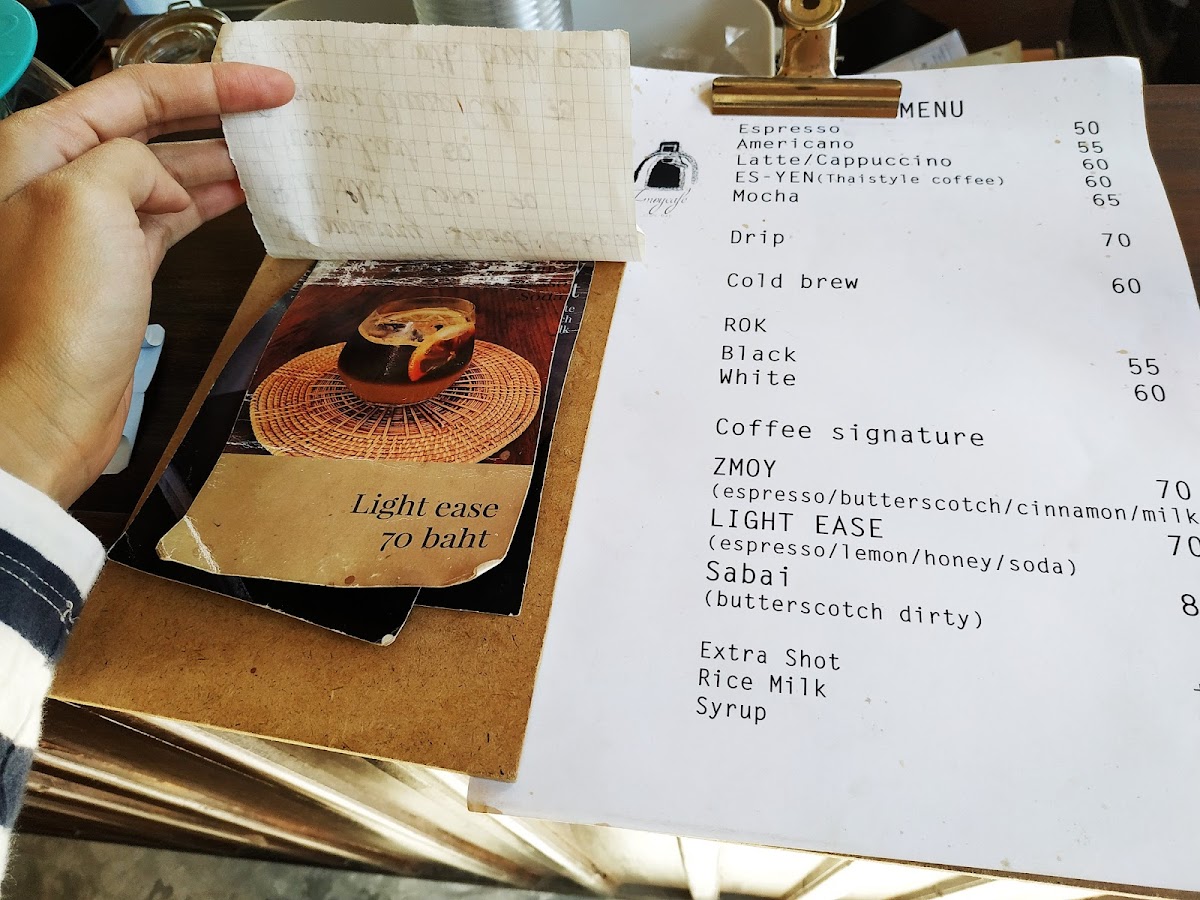 MENU
Espresso 50
Americano 55
Latte/Cappuccino 60
ES-YEN(Thaistyle coffee) 60
Mocha 65
Drip 70
Cold brew 60
ROK
Black 55
White 60
Coffee signature
ZMOY 70
(espresso/butterscotch/cinnamon/milk
LIGHT EASE 70
(espresso/lemon/honey/soda)
Sabai 8
(butterscotch dirty)
Extra Shot
Rice Milk
Syrup
Light ease
70 baht